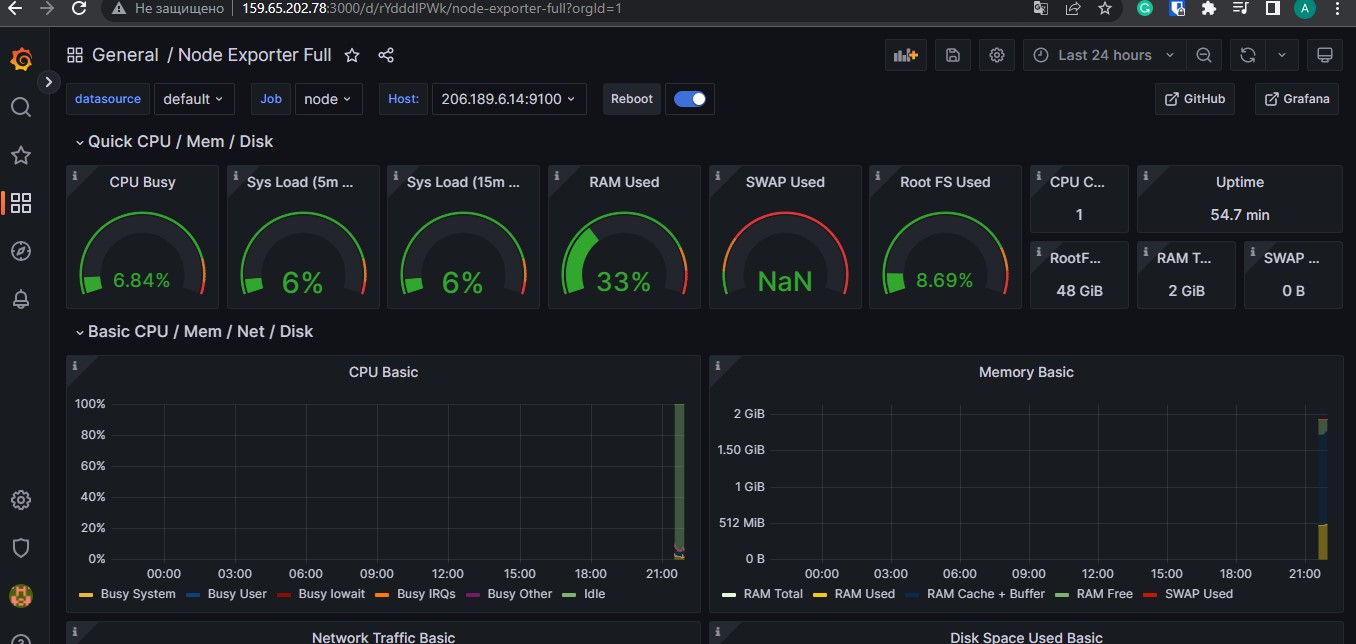 Не защищено 159.65.202.78:3000/d/rYdddlPWk/node-exporter-full?orgId=1
G A
General / Node Exporter Full Last 24 hours
datasource default Job node Host: 206.189.6.14:9100 Reboot GitHub Grafana
Quick CPU / Mem / Disk
CPU Busy
6.84%
Sys Load (5m ...
6%
Sys Load (15m ...
6%
RAM Used
33%
SWAP Used
NaN
Root FS Used
8.69%
CPU C...
1
Uptime
54.7 min
RootF...
48 GiB
RAM T...
2 GiB
SWAP ...
0 B
Basic CPU / Mem / Net / Disk
CPU Basic
100%
80%
60%
40%
20%
0%
00:00 03:00 06:00 09:00 12:00 15:00 18:00 21:00
Busy System Busy User Busy Iowait Busy IRQs Busy Other Idle
Memory Basic
2 GiB
1.50 GiB
1 GiB
512 MiB
0 B
00:00 03:00 06:00 09:00 12:00 15:00 18:00 21:00
RAM Total RAM Used RAM Cache + Buffer RAM Free SWAP Used
Network Traffic Basic
Disk Space Used Basic